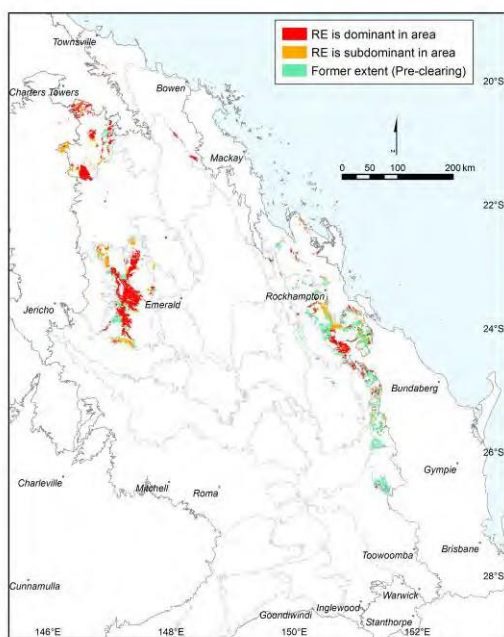 RE is dominant in area
RE is subdominant in area
Former extent (Pre-clearing)
Townsville
20°S
Charters Towers
Bowen
Mackay
0 50 100 200 km
22°S
Emerald
Rockhampton
Jericho
24°S
Bundaberg
26°S
Gympie
Charleville
Mitchell
Roma
Brisbane
Toowoomba
28°S
Cunnamulla
Warwick
Inglewood
Goondiwindi
Stanthorpe
146°E
148°E
150°E
152°E